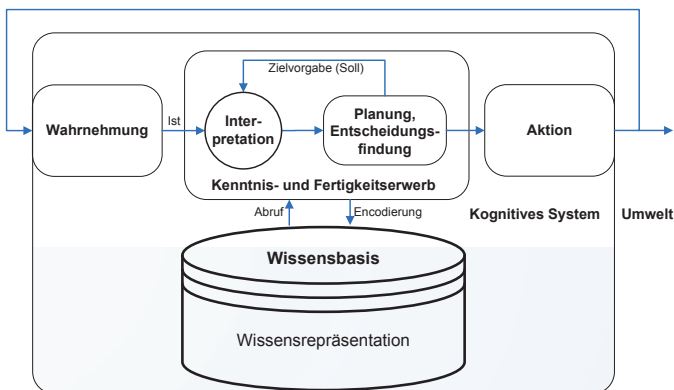 Zielvorgabe (Soll)
Wahrnehmung
Ist
Inter-
pretation
Planung,
Entscheidungs-
findung
Aktion
Kenntnis- und Fertigkeitserwerb
Abruf
Encodierung
Kognitives System
Umwelt
Wissensbasis
Wissensrepräsentation